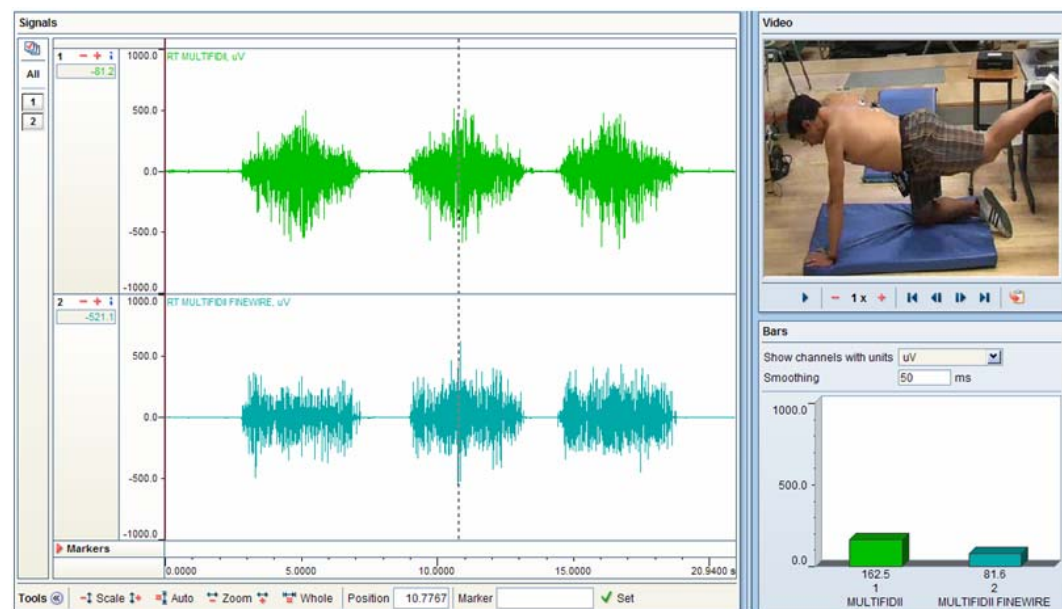 Signals
All
1
2
1 - + i
-81.2
1000.0
RT MULTIFIDII, uV
500.0
0.0
-500.0
-1000.0
2 - + i
-521.1
1000.0
RT MULTIFIDII FINEWIRE, uV
500.0
0.0
-500.0
-1000.0
Markers
0.0000 5.0000 10.0000 15.0000 20.9400 s
Tools Scale Auto Zoom Whole Position 10.7767 Marker Set
Video
- 1 x +
Bars
Show channels with units uV
Smoothing 50 ms
1000.0
500.0
0.0
162.5 81.6
1 2
MULTIFIDII MULTIFIDII FINEWIRE